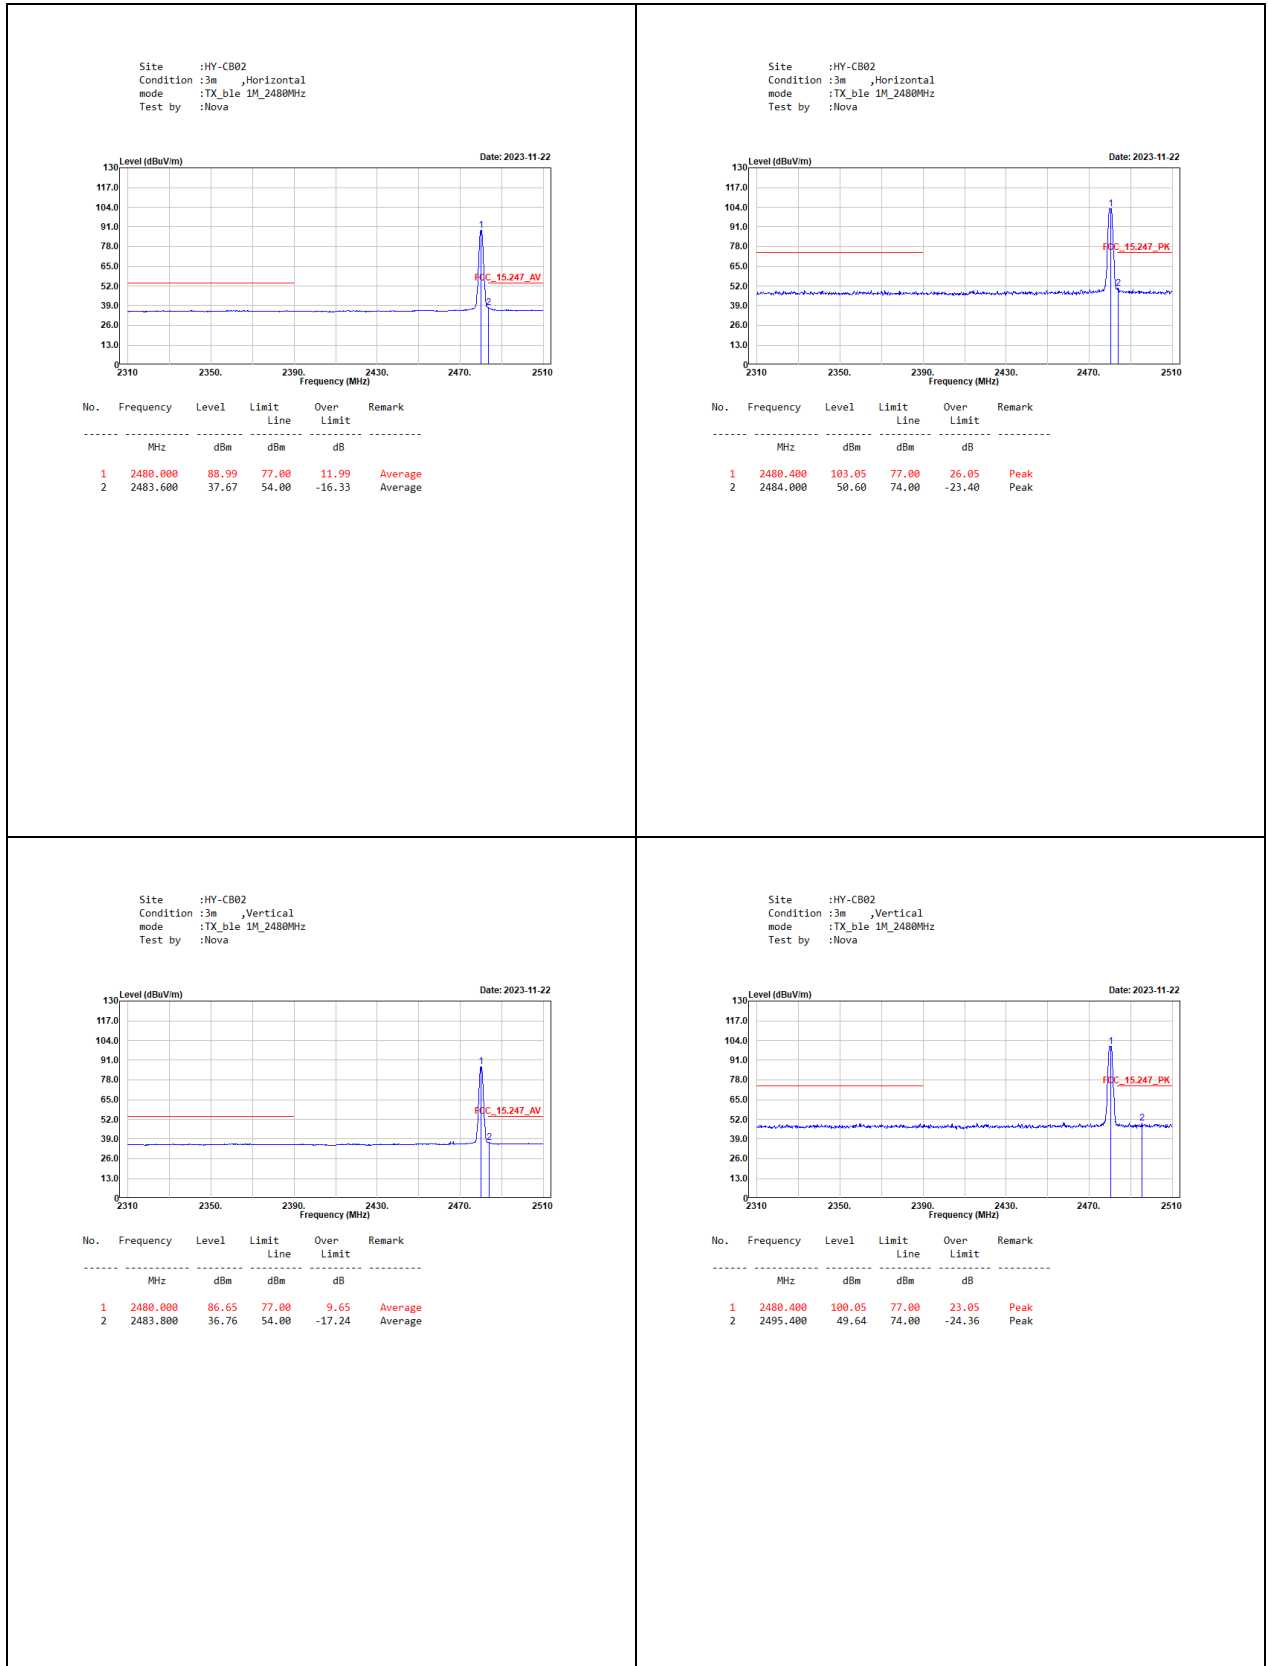 Site :HY-CB02
Condition :3m ,Horizontal
mode :TX_ble 1M_2480MHz
Test by :Nova
Level (dBuV/m) Date: 2023-11-22
130
117.0
104.0
91.0
78.0
65.0
52.0
39.0
26.0
13.0
0
1
FCC_15.247_AV
2
2310 2350. 2390. 2430. 2470. 2510
Frequency (MHz)
No. Frequency Level Limit Over Remark
Line Limit
------ ----------- -------- --------- --------- ---------
MHz dBm dBm dB
1 2480.000 88.99 77.00 11.99 Average
2 2483.600 37.67 54.00 -16.33 Average
Site :HY-CB02
Condition :3m ,Horizontal
mode :TX_ble 1M_2480MHz
Test by :Nova
Level (dBuV/m) Date: 2023-11-22
130
117.0
104.0
91.0
78.0
65.0
52.0
39.0
26.0
13.0
0
1
FCC_15.247_PK
2
2310 2350. 2390. 2430. 2470. 2510
Frequency (MHz)
No. Frequency Level Limit Over Remark
Line Limit
------ ----------- -------- --------- --------- ---------
MHz dBm dBm dB
1 2480.400 103.05 77.00 26.05 Peak
2 2484.000 50.60 74.00 -23.40 Peak
Site :HY-CB02
Condition :3m ,Vertical
mode :TX_ble 1M_2480MHz
Test by :Nova
Level (dBuV/m) Date: 2023-11-22
130
117.0
104.0
91.0
78.0
65.0
52.0
39.0
26.0
13.0
0
1
FCC_15.247_AV
2
2310 2350. 2390. 2430. 2470. 2510
Frequency (MHz)
No. Frequency Level Limit Over Remark
Line Limit
------ ----------- -------- --------- --------- ---------
MHz dBm dBm dB
1 2480.000 86.65 77.00 9.65 Average
2 2483.800 36.76 54.00 -17.24 Average
Site :HY-CB02
Condition :3m ,Vertical
mode :TX_ble 1M_2480MHz
Test by :Nova
Level (dBuV/m) Date: 2023-11-22
130
117.0
104.0
91.0
78.0
65.0
52.0
39.0
26.0
13.0
0
1
FCC_15.247_PK
2
2310 2350. 2390. 2430. 2470. 2510
Frequency (MHz)
No. Frequency Level Limit Over Remark
Line Limit
------ ----------- -------- --------- --------- ---------
MHz dBm dBm dB
1 2480.400 100.05 77.00 23.05 Peak
2 2495.400 49.64 74.00 -24.36 Peak